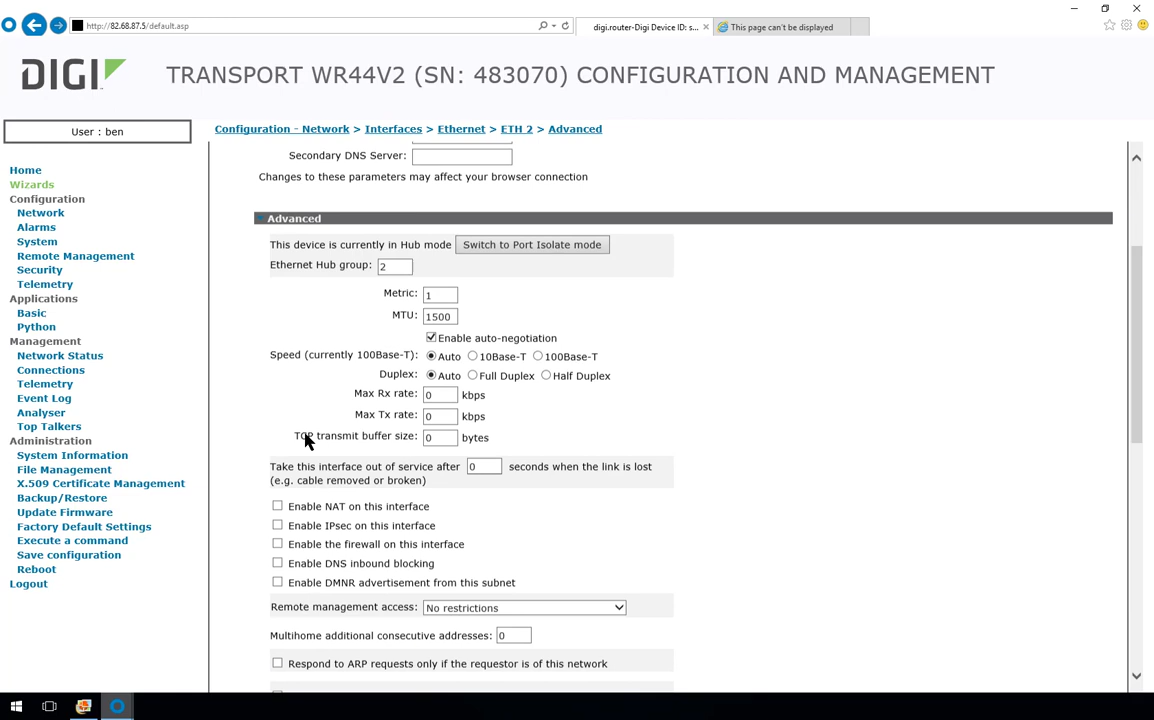 http://82.68.87.5/default.asp
digi.router-Digi Device ID: s...
This page can't be displayed
DIGI
TRANSPORT WR44V2 (SN: 483070) CONFIGURATION AND MANAGEMENT
User : ben
Configuration - Network > Interfaces > Ethernet > ETH 2 > Advanced
Home
Wizards
Configuration
Network
Alarms
System
Remote Management
Security
Telemetry
Applications
Basic
Python
Management
Network Status
Connections
Telemetry
Event Log
Analyser
Top Talkers
Administration
System Information
File Management
X.509 Certificate Management
Backup/Restore
Update Firmware
Factory Default Settings
Execute a command
Save configuration
Reboot
Logout
Secondary DNS Server:
Changes to these parameters may affect your browser connection
Advanced
This device is currently in Hub mode Switch to Port Isolate mode
Ethernet Hub group: 2
Metric: 1
MTU: 1500
Enable auto-negotiation
Speed (currently 100Base-T): Auto 10Base-T 100Base-T
Duplex: Auto Full Duplex Half Duplex
Max Rx rate: 0 kbps
Max Tx rate: 0 kbps
TCP transmit buffer size: 0 bytes
Take this interface out of service after 0 seconds when the link is lost
(e.g. cable removed or broken)
Enable NAT on this interface
Enable IPsec on this interface
Enable the firewall on this interface
Enable DNS inbound blocking
Enable DMNR advertisement from this subnet
Remote management access: No restrictions
Multihome additional consecutive addresses: 0
Respond to ARP requests only if the requestor is of this network